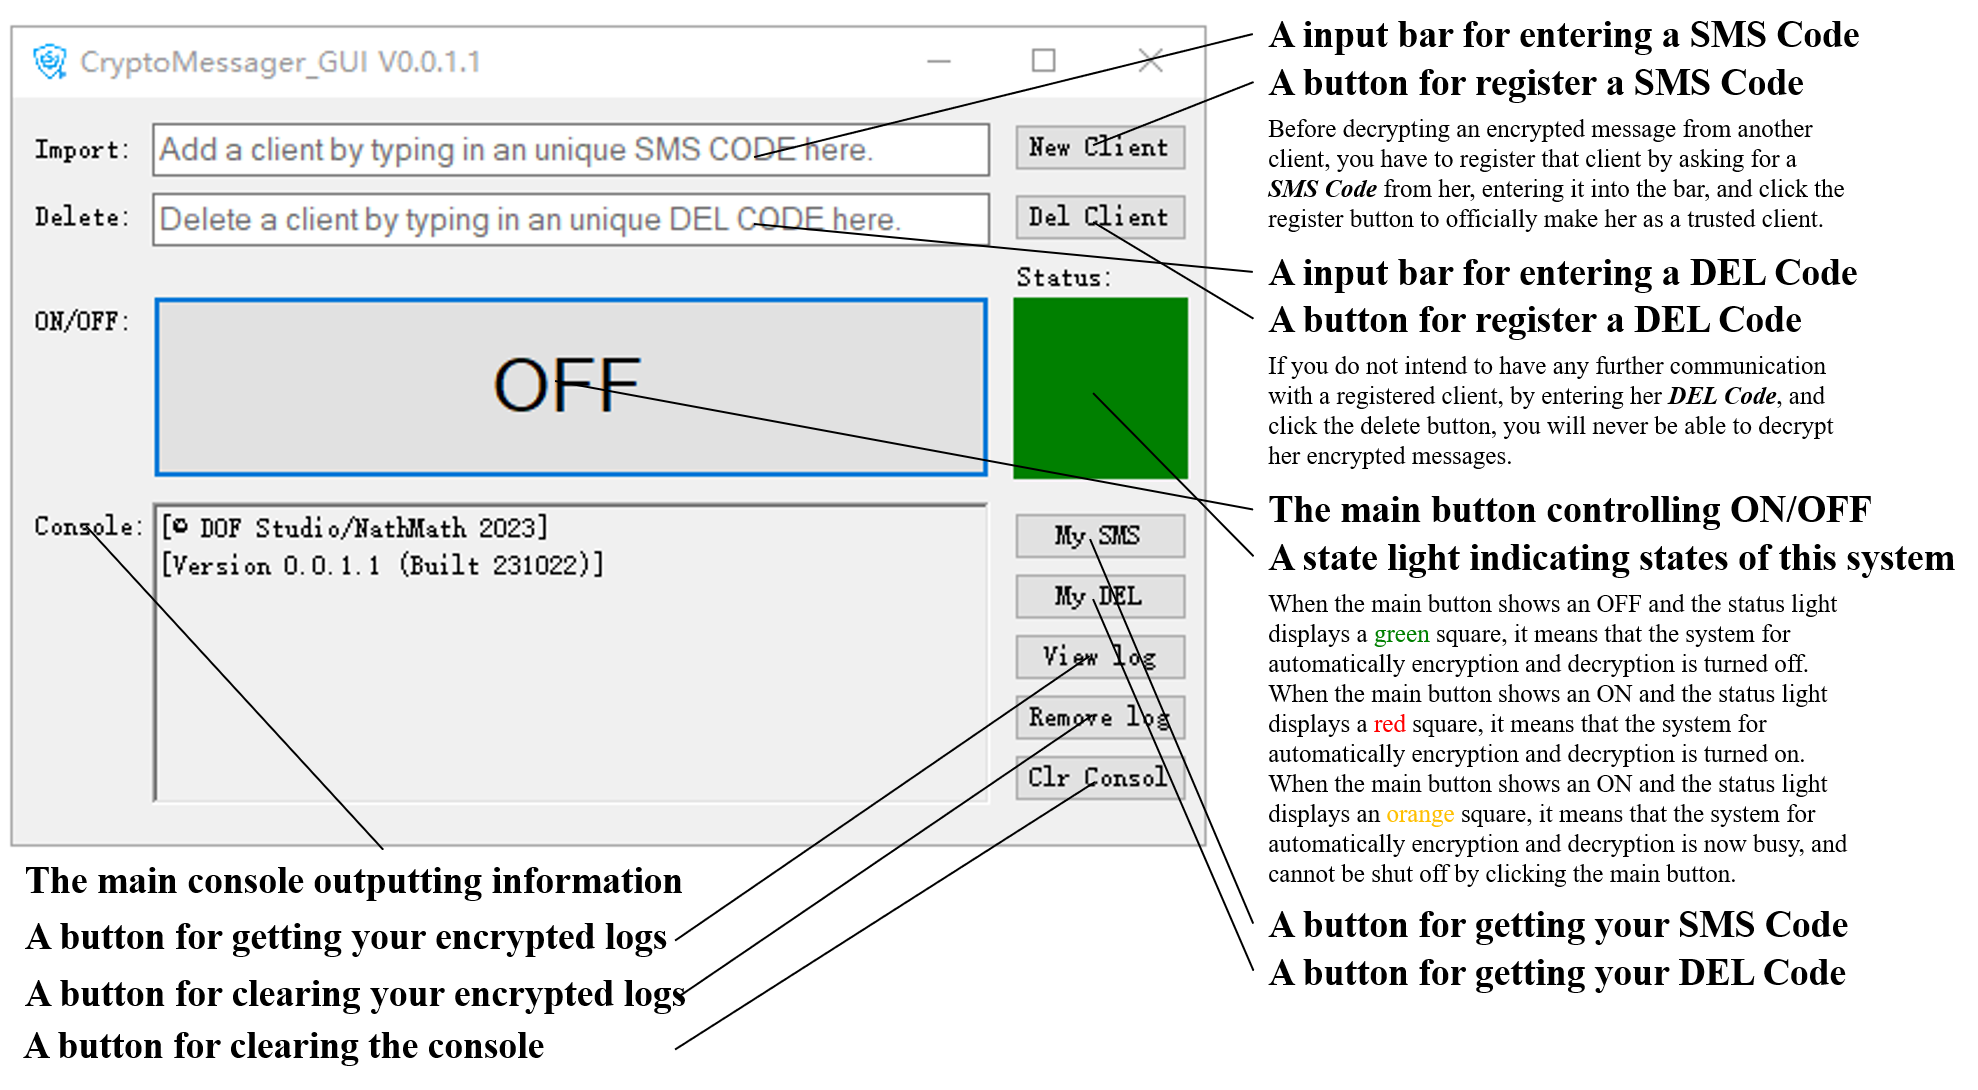 CryptoMessager_GUI V0.0.1.1
Import:
Add a client by typing in an unique SMS CODE here.
New Client
Delete:
Delete a client by typing in an unique DEL CODE here.
Del Client
Status:
ON/OFF:
OFF
Console:
[© DOF Studio/NathMath 2023]
[Version 0.0.1.1 (Built 231022)]
My SMS
My DEL
View log
Remove log
Clr Consol
The main console outputting information
A button for getting your encrypted logs
A button for clearing your encrypted logs
A button for clearing the console
A input bar for entering a SMS Code
A button for register a SMS Code
Before decrypting an encrypted message from another
client, you have to register that client by asking for a
SMS Code from her, entering it into the bar, and click the
register button to officially make her as a trusted client.
A input bar for entering a DEL Code
A button for register a DEL Code
If you do not intend to have any further communication
with a registered client, by entering her DEL Code, and
click the delete button, you will never be able to decrypt
her encrypted messages.
The main button controlling ON/OFF
A state light indicating states of this system
When the main button shows an OFF and the status light
displays a green square, it means that the system for
automatically encryption and decryption is turned off.
When the main button shows an ON and the status light
displays a red square, it means that the system for
automatically encryption and decryption is turned on.
When the main button shows an ON and the status light
displays an orange square, it means that the system for
automatically encryption and decryption is now busy, and
cannot be shut off by clicking the main button.
A button for getting your SMS Code
A button for getting your DEL Code